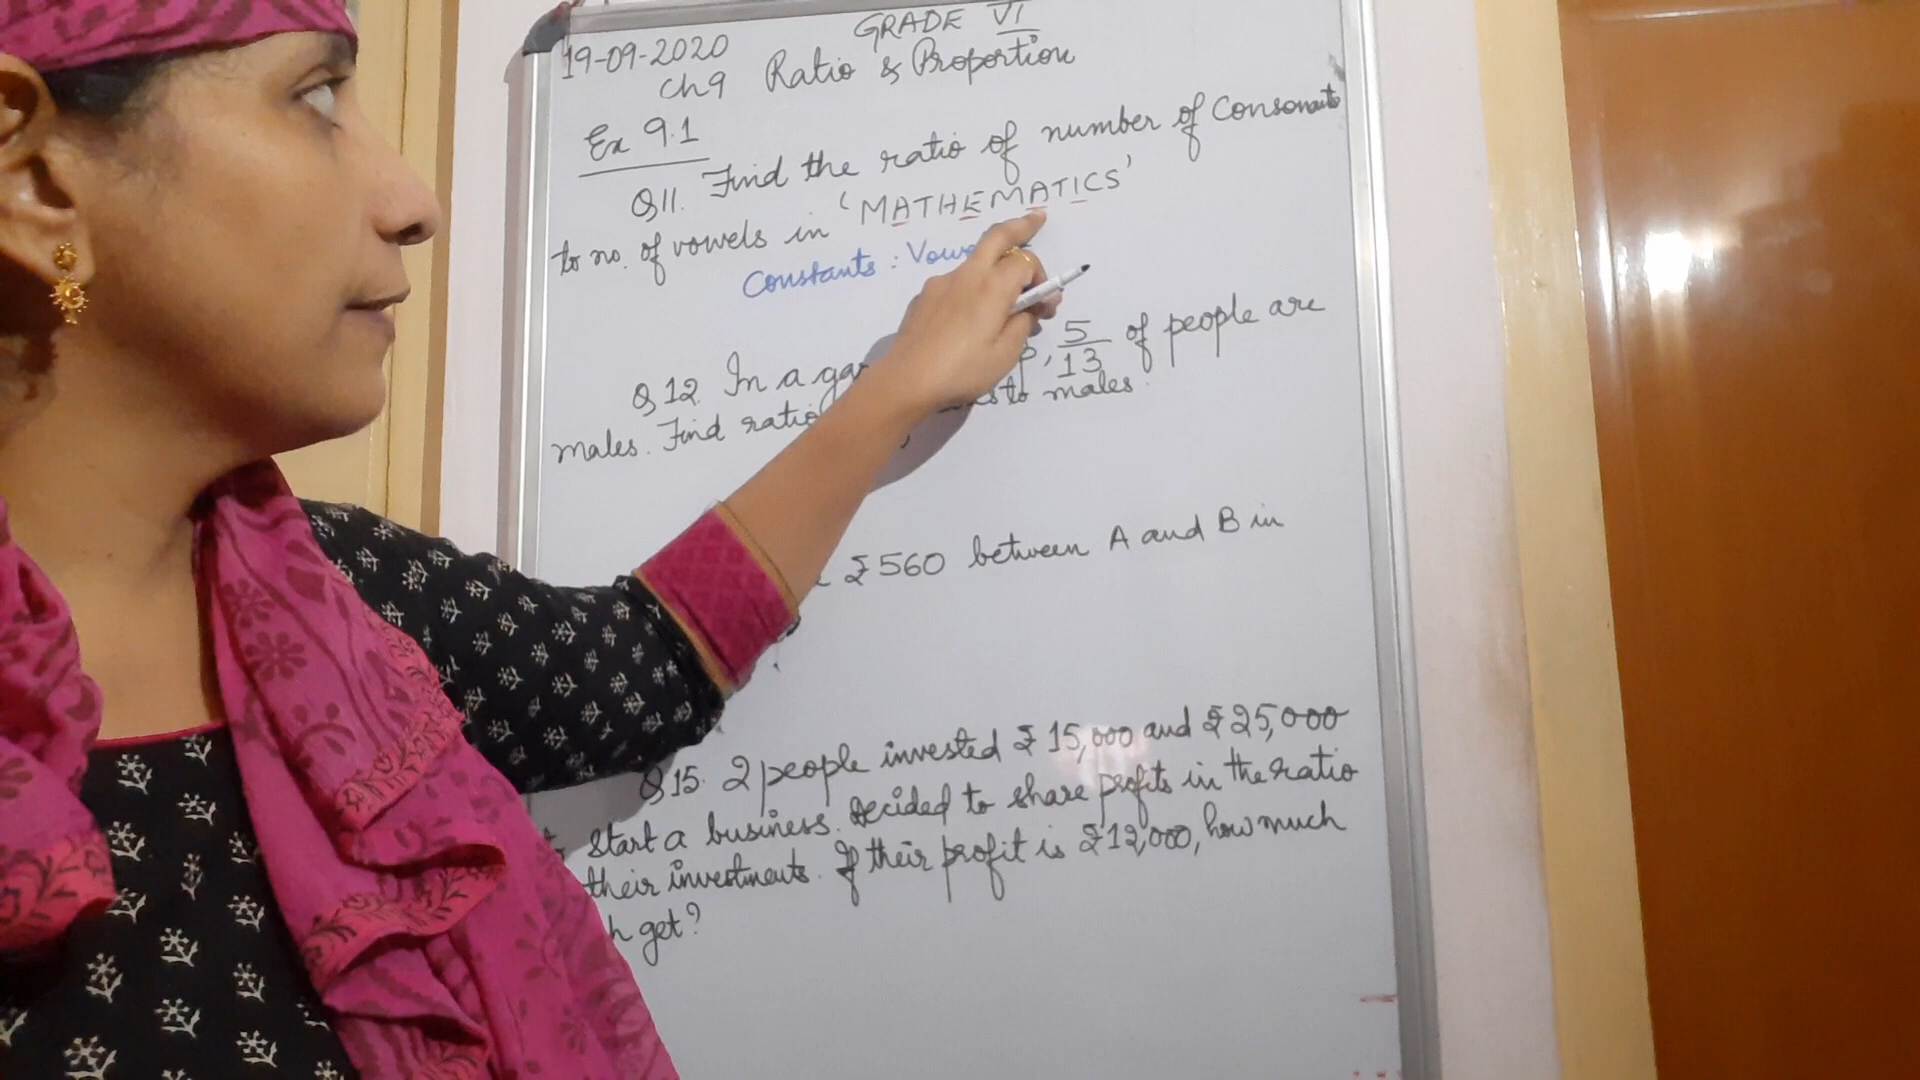 GRADE VI
19-09-2020
Ch 9 Ratio & Proportion
Ex 9.1
Q11. Find the ratio of number of Consonants
to no. of vowels in 'MATHEMATICS'
Constants : Vow
Q12. In a , 5/13 of people are
males. Find ratio to males.
₹560 between A and B in
Q15. 2 people invested ₹15,000 and ₹25,000
start a business. Decided to share profits in the ratio
their investments. If their profit is ₹12,000, how much
get?